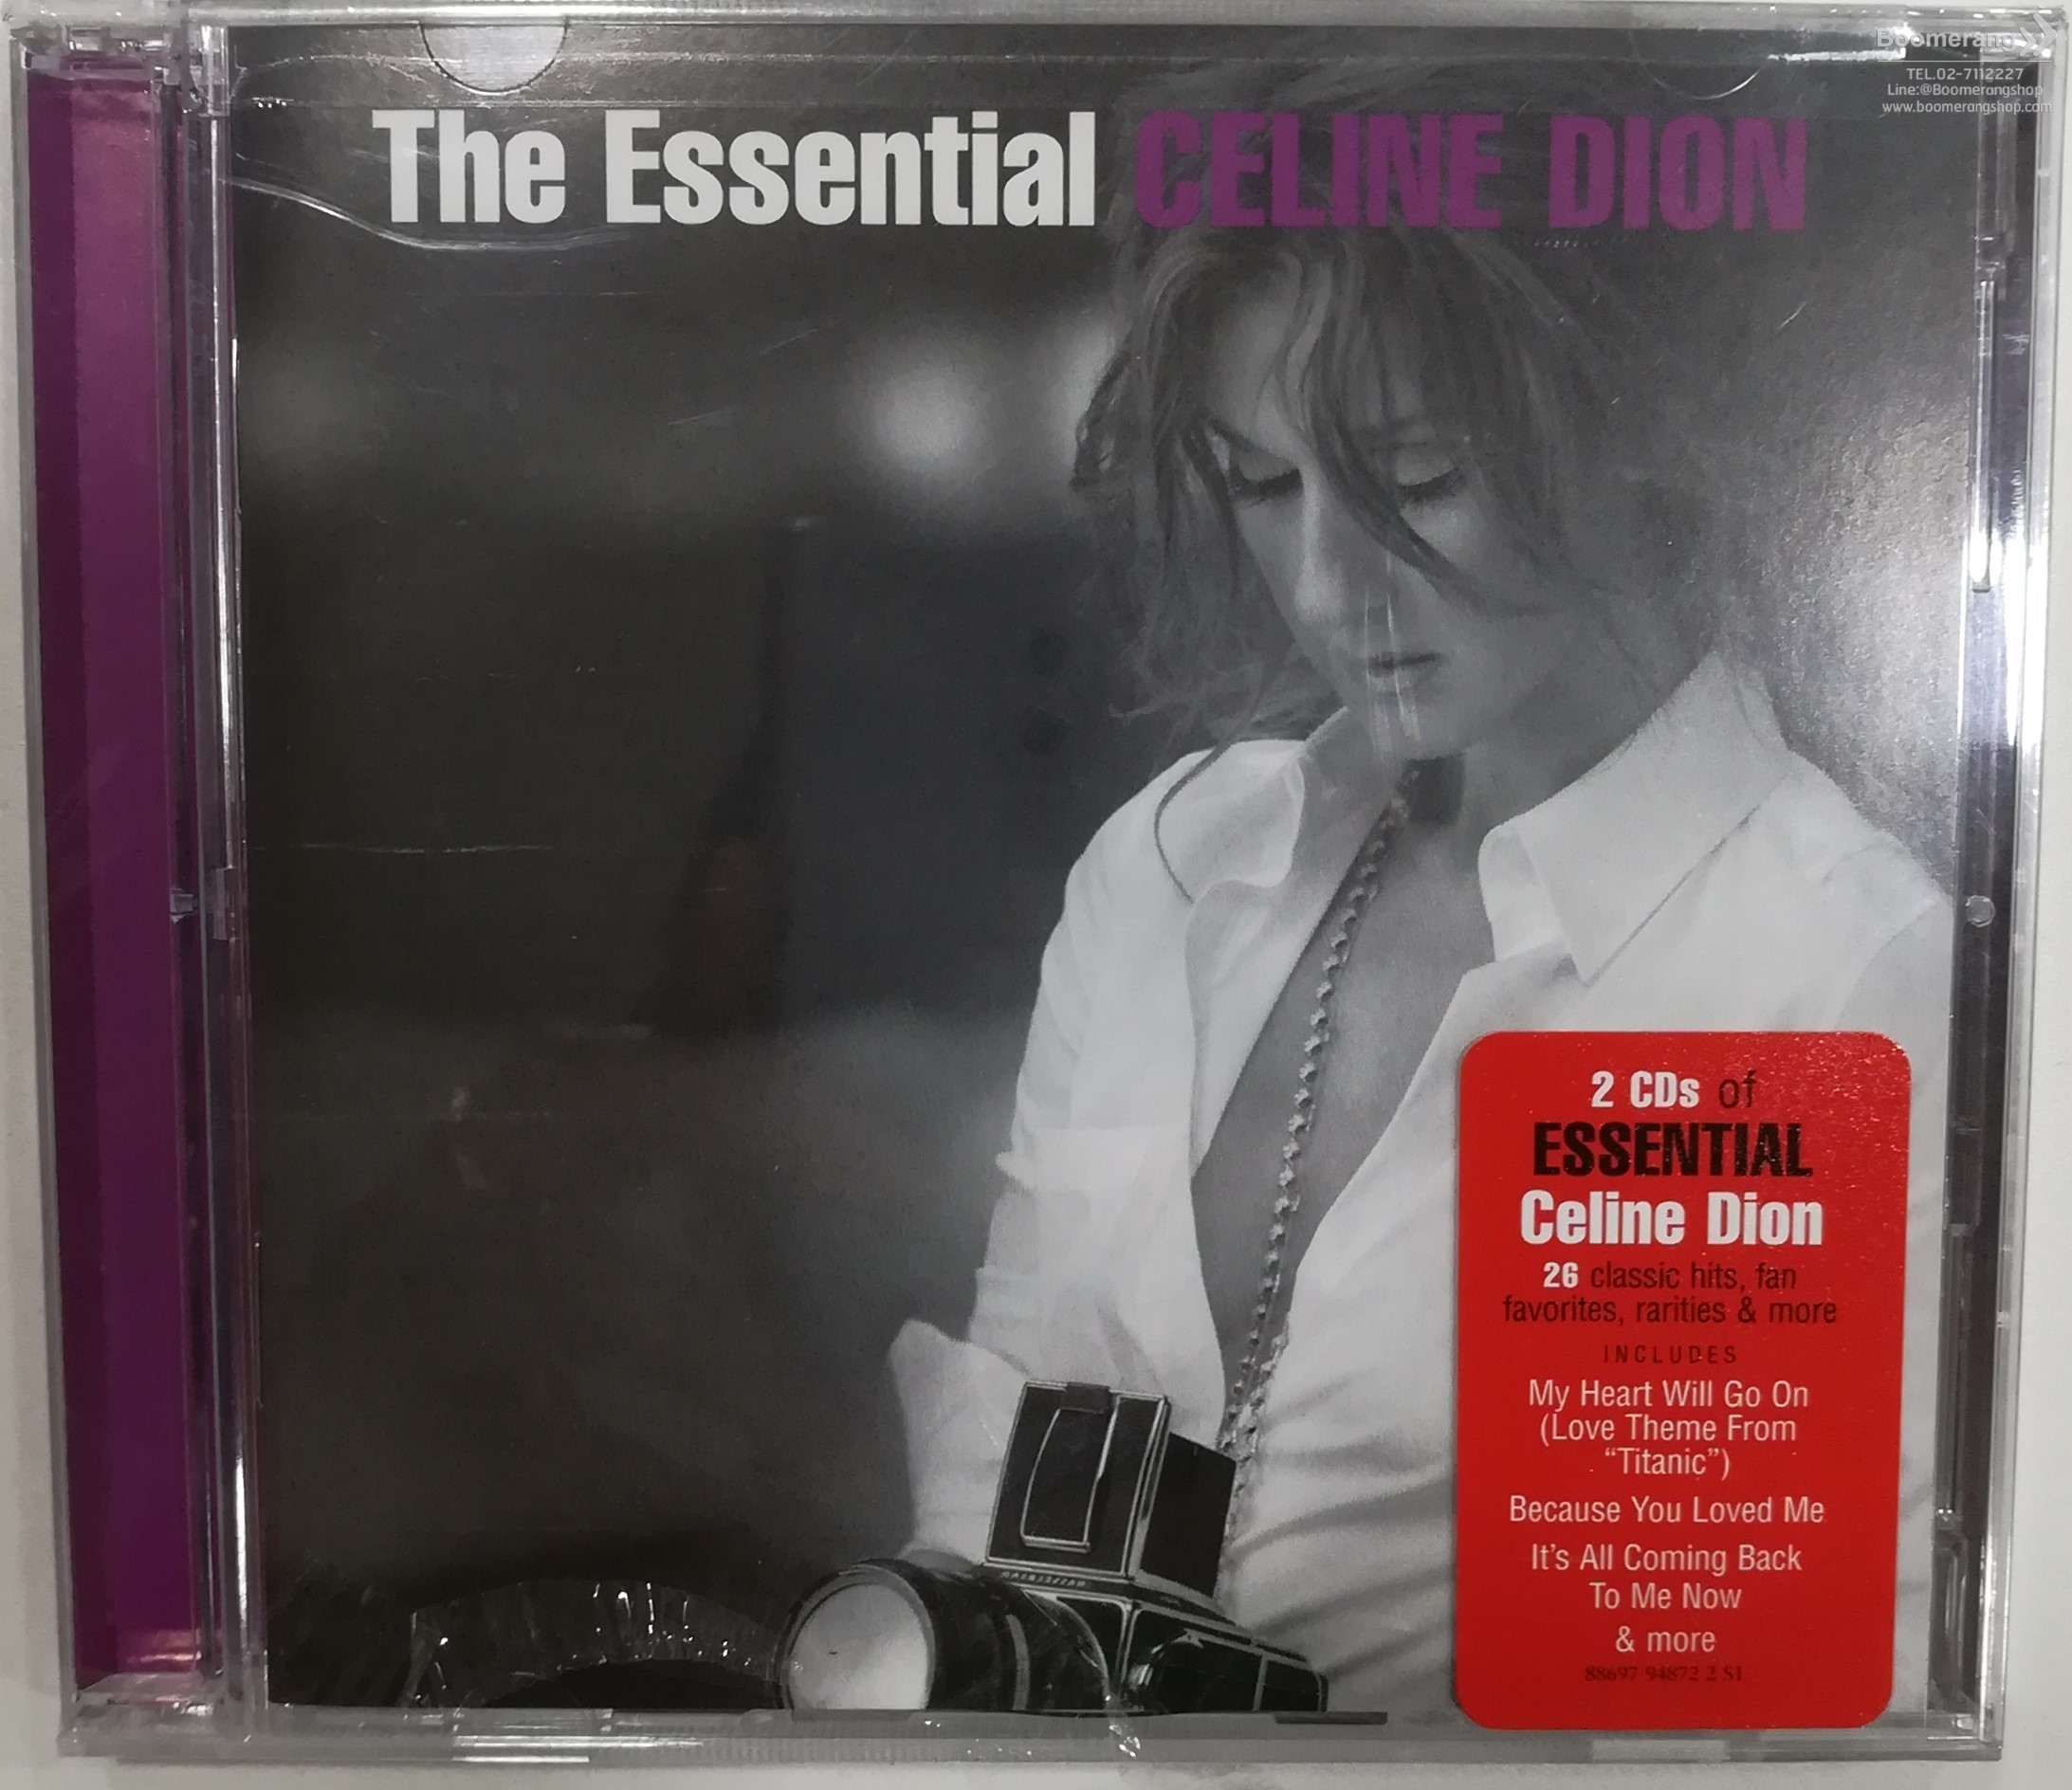 Boomerang
TEL.02-7112227
Line:@Boomerangshop
www.boomerangshop.com
The Essential CELINE DION
2 CDs of
ESSENTIAL
Celine Dion
26 classic hits, fan
favorites, rarities & more
INCLUDES
My Heart Will Go On
(Love Theme From
“Titanic”)
Because You Loved Me
It's All Coming Back
To Me Now
& more
88697 94872 2 S1
HASSELBLAD